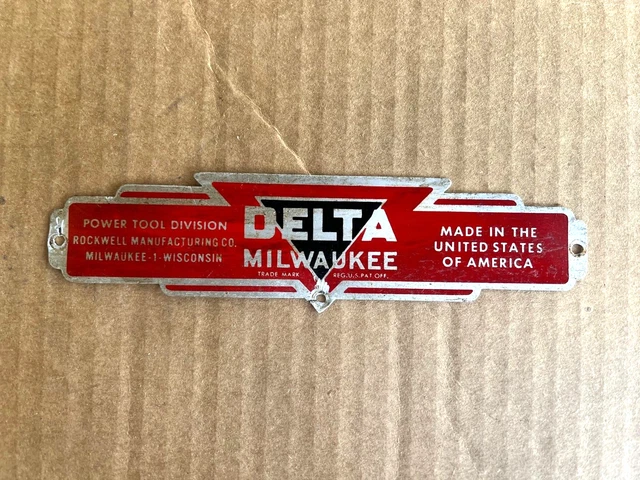 POWER TOOL DIVISION
ROCKWELL MANUFACTURING CO.
MILWAUKEE-1-WISCONSIN
DELTA
MILWAUKEE
TRADE MARK REG.U.S.PAT.OFF.
MADE IN THE
UNITED STATES
OF AMERICA